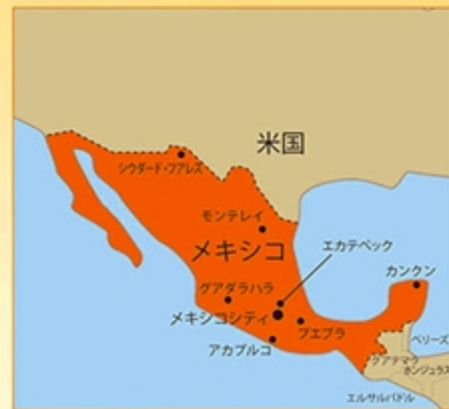 米国
シウダード・フアレス
モンテレイ
メキシコ
エカテペック
カンクン
グアダラハラ
メキシコシティ
プエブラ
アカプルコ
ベリーズ
グアテマラ
ホンジュラス
エルサルバドル